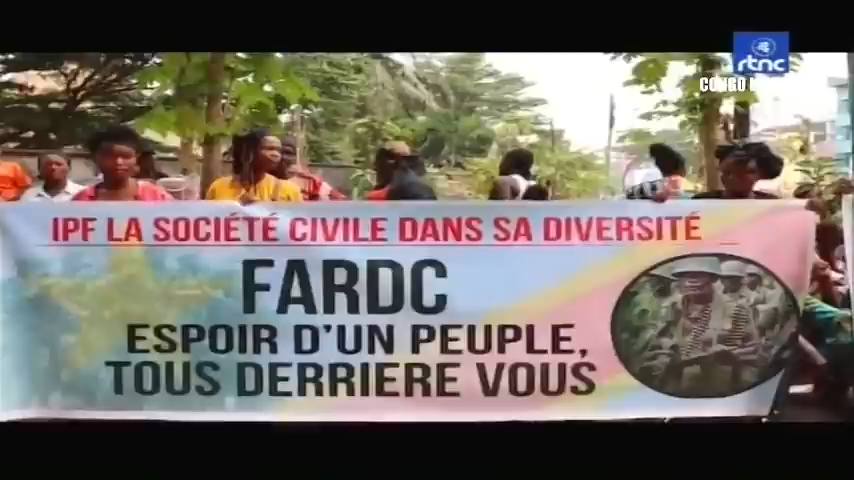 rtnc
IPF LA SOCIÉTÉ CIVILE DANS SA DIVERSITÉ
FARDC
ESPOIR D'UN PEUPLE,
TOUS DERRIERE VOUS